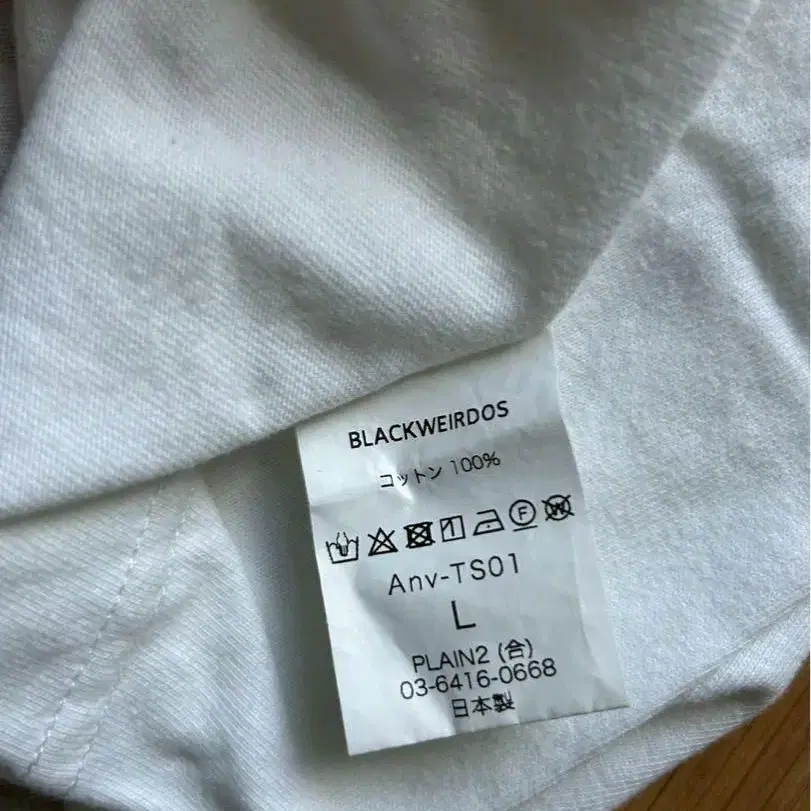 BLACKWEIRDOS
コットン 100%
Anv-TS01
L
PLAIN2 (合)
03-6416-0668
日本製